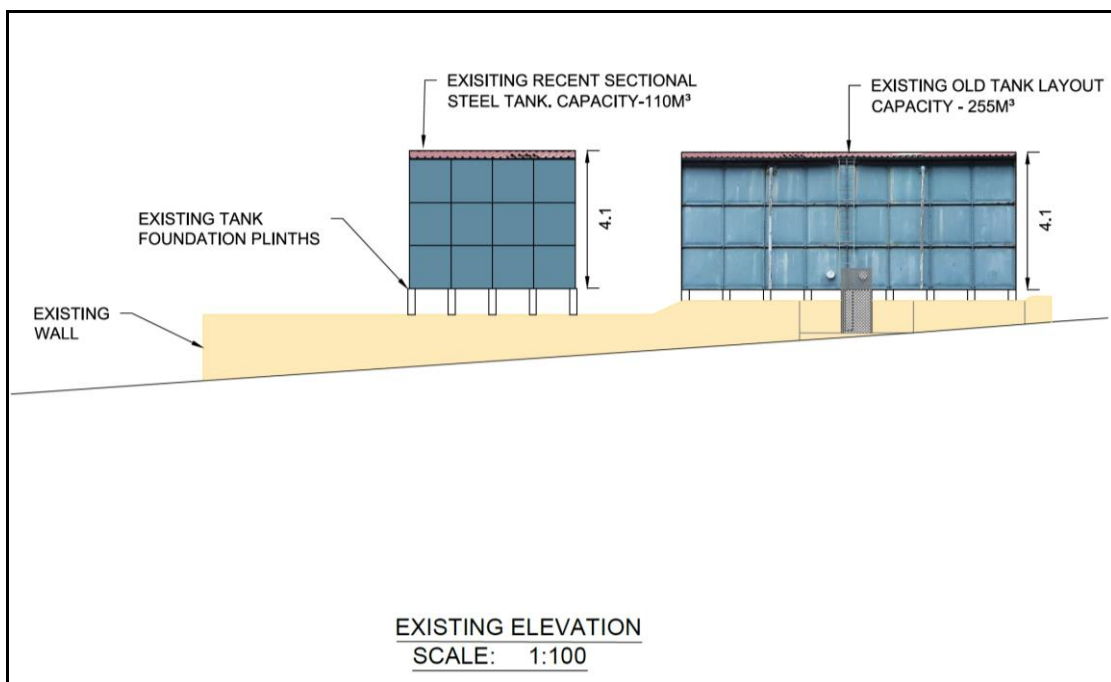 EXISITING RECENT SECTIONAL
STEEL TANK. CAPACITY-110M³
EXISTING OLD TANK LAYOUT
CAPACITY - 255M³
4.1
4.1
EXISTING TANK
FOUNDATION PLINTHS
EXISTING
WALL
EXISTING ELEVATION
SCALE: 1:100